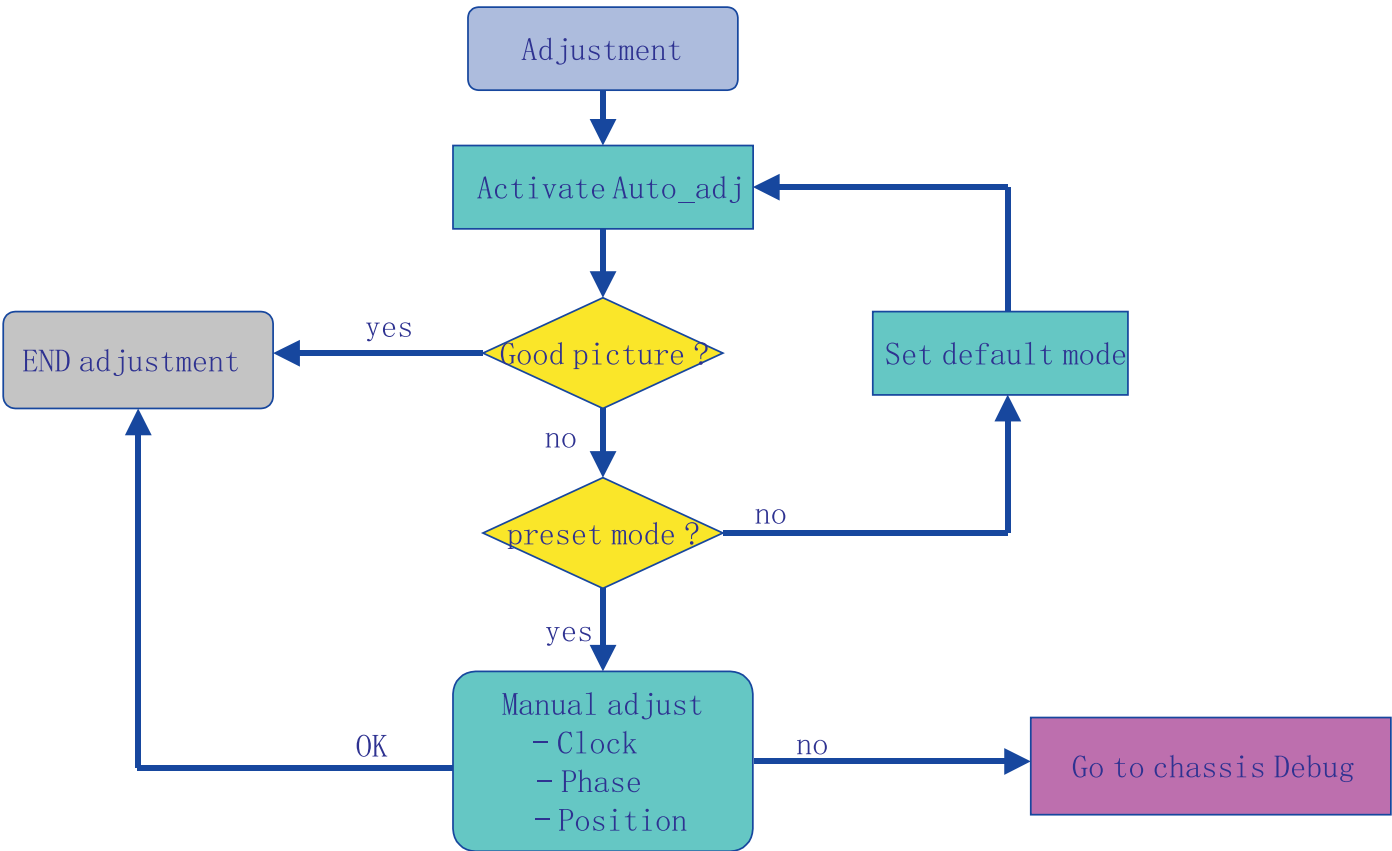 Adjustment
Activate Auto_adj
yes
Good picture ?
END adjustment
Set default mode
no
preset mode ?
no
yes
Manual adjust
- Clock
- Phase
- Position
OK
no
Go to chassis Debug